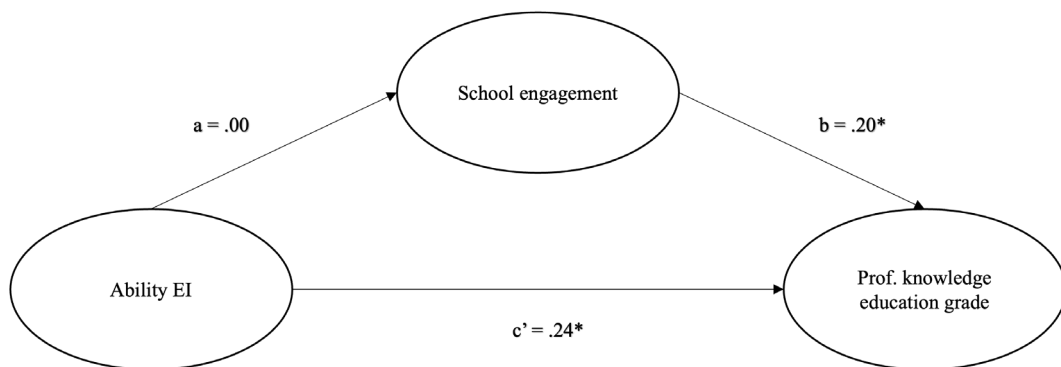 School engagement
a = .00
b = .20*
Ability EI
Prof. knowledge
education grade
c’ = .24*